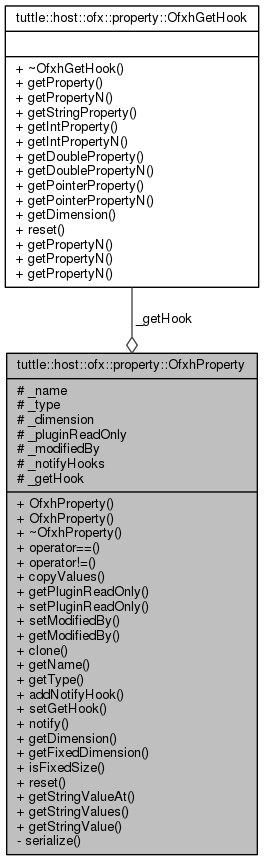 tuttle::host::ofx::property::OfxhGetHook
+ ~OfxhGetHook()
+ getProperty()
+ getPropertyN()
+ getStringProperty()
+ getIntProperty()
+ getIntPropertyN()
+ getDoubleProperty()
+ getDoublePropertyN()
+ getPointerProperty()
+ getPointerPropertyN()
+ getDimension()
+ reset()
+ getPropertyN()
+ getPropertyN()
+ getPropertyN()
_getHook
tuttle::host::ofx::property::OfxhProperty
# _name
# _type
# _dimension
# _pluginReadOnly
# _modifiedBy
# _notifyHooks
# _getHook
+ OfxhProperty()
+ OfxhProperty()
+ ~OfxhProperty()
+ operator==()
+ operator!=()
+ copyValues()
+ getPluginReadOnly()
+ setPluginReadOnly()
+ setModifiedBy()
+ getModifiedBy()
+ clone()
+ getName()
+ getType()
+ addNotifyHook()
+ setGetHook()
+ notify()
+ getDimension()
+ getFixedDimension()
+ isFixedSize()
+ reset()
+ getStringValueAt()
+ getStringValues()
+ getStringValue()
- serialize()